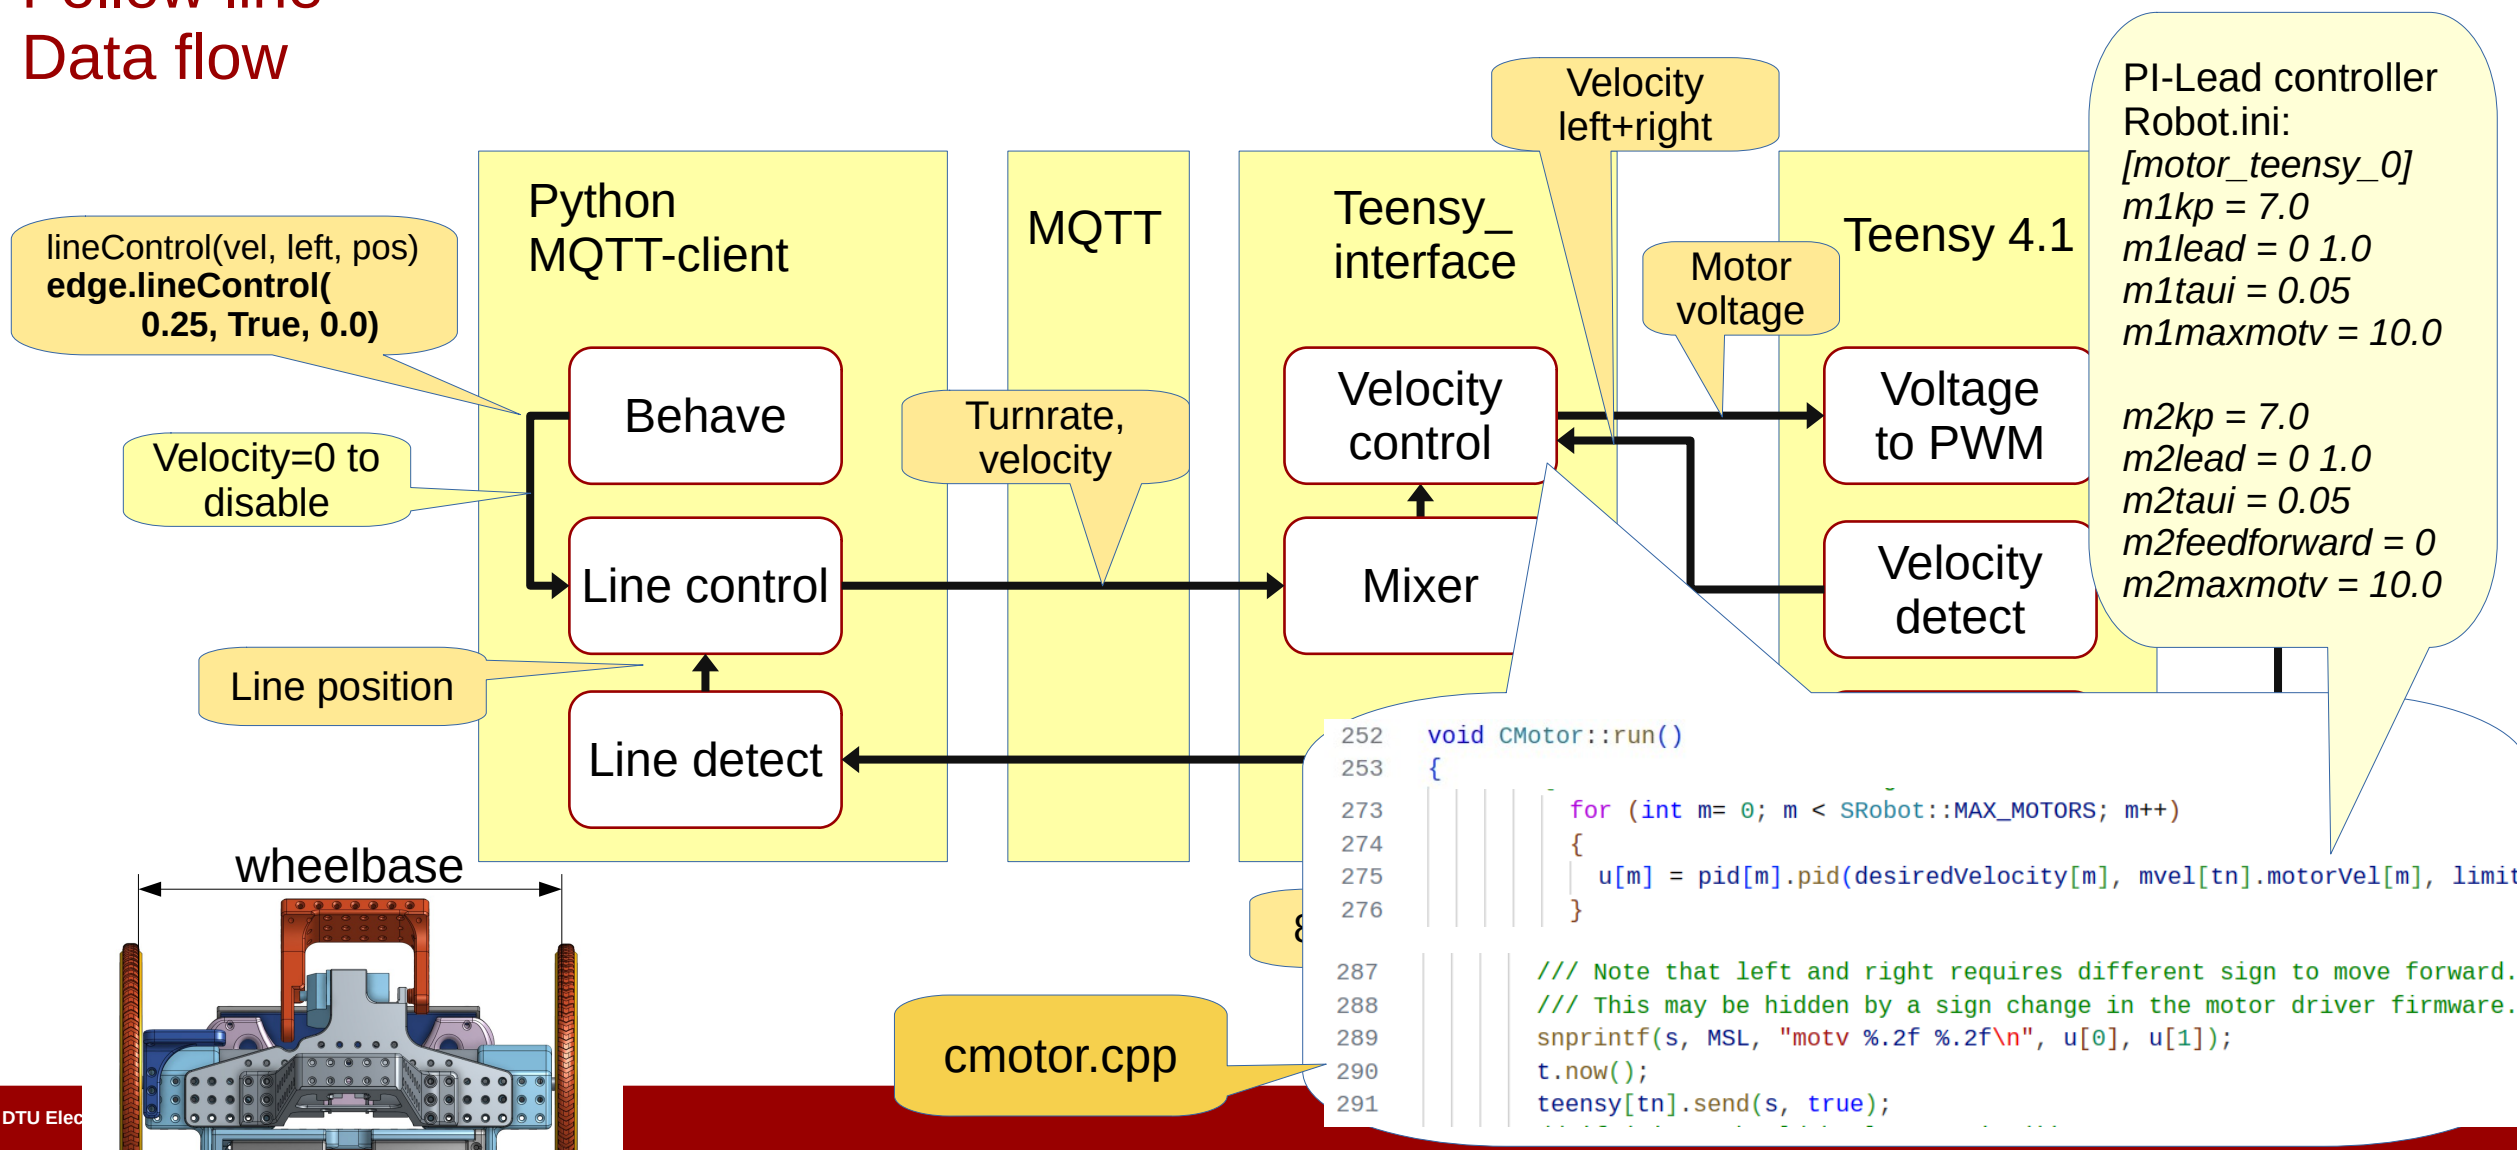 Follow line
Data flow
Velocity
left+right
PI-Lead controller
Robot.ini:
[motor_teensy_0]
m1kp = 7.0
m1lead = 0 1.0
m1taui = 0.05
m1maxmotv = 10.0
m2kp = 7.0
m2lead = 0 1.0
m2taui = 0.05
m2feedforward = 0
m2maxmotv = 10.0
Python
MQTT-client
MQTT
Teensy_
interface
Teensy 4.1
lineControl(vel, left, pos)
edge.lineControl(
0.25, True, 0.0)
Motor
voltage
Behave
Velocity=0 to
disable
Turnrate,
velocity
Velocity
control
Voltage
to PWM
Line control
Mixer
Velocity
detect
Line position
Line detect
252 void CMotor::run()
253 {
273 for (int m= 0; m < SRobot::MAX_MOTORS; m++)
274 {
275 u[m] = pid[m].pid(desiredVelocity[m], mvel[tn].motorVel[m], limit
276 }
287 /// Note that left and right requires different sign to move forward.
288 /// This may be hidden by a sign change in the motor driver firmware.
289 snprintf(s, MSL, "motv %.2f %.2f\n", u[0], u[1]);
290 t.now();
291 teensy[tn].send(s, true);
wheelbase
cmotor.cpp
DTU Elec